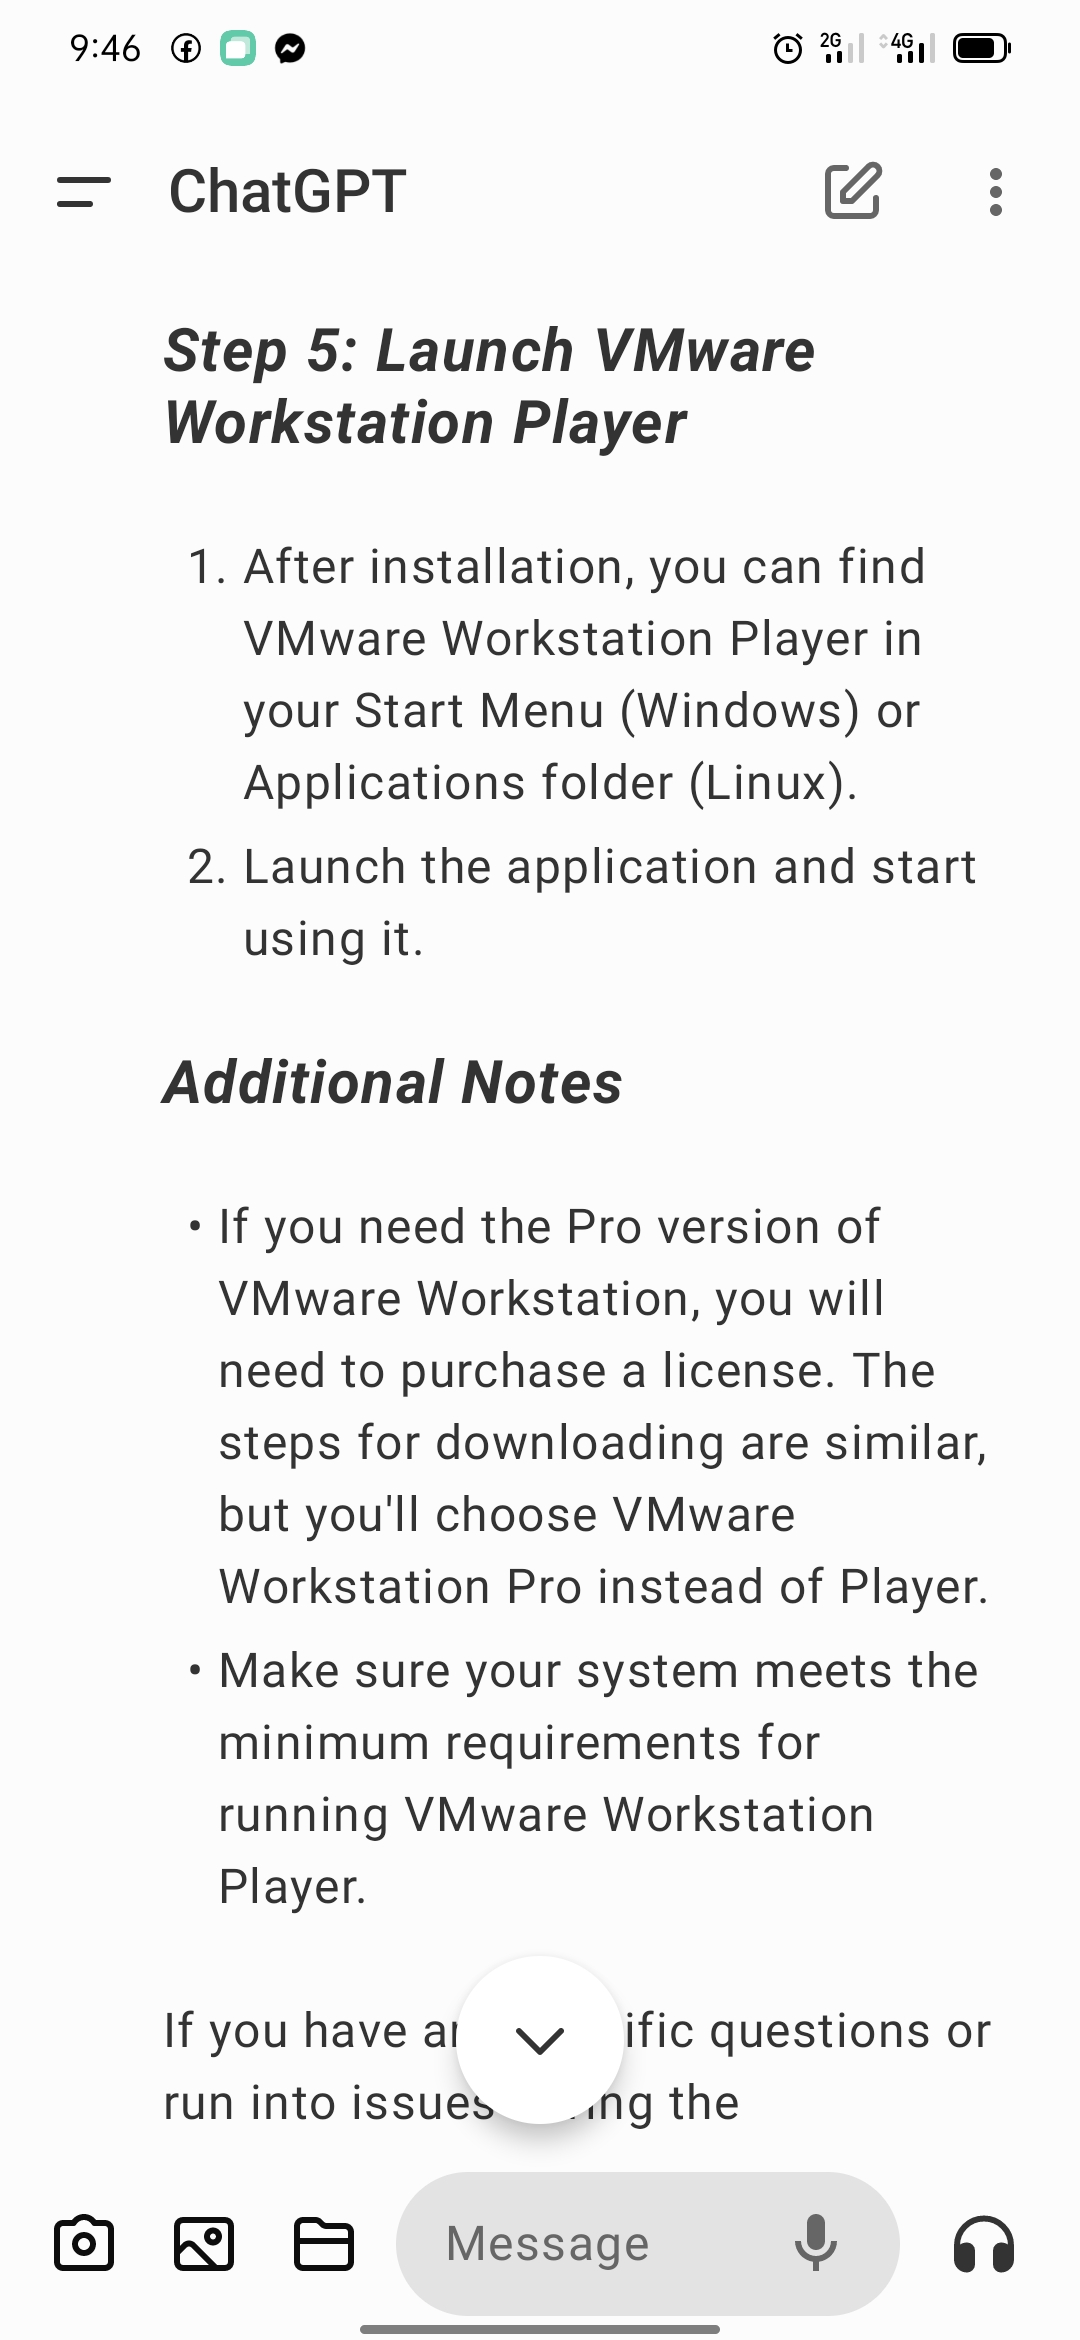 9:46
2G
4G
ChatGPT
Step 5: Launch VMware
Workstation Player
1. After installation, you can find
VMware Workstation Player in
your Start Menu (Windows) or
Applications folder (Linux).
2. Launch the application and start
using it.
Additional Notes
• If you need the Pro version of
VMware Workstation, you will
need to purchase a license. The
steps for downloading are similar,
but you'll choose VMware
Workstation Pro instead of Player.
• Make sure your system meets the
minimum requirements for
running VMware Workstation
Player.
If you have questions or
run into issues the
Message